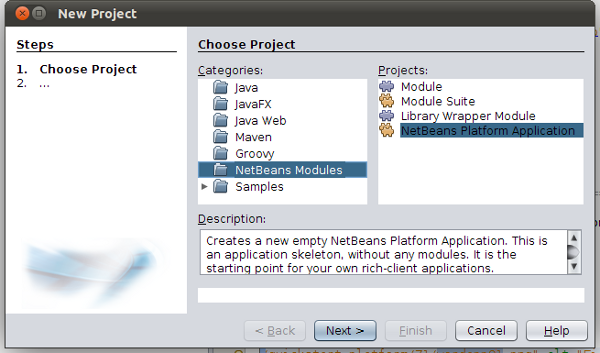 New Project
Steps
1. Choose Project
2. ...
Choose Project
Categories:
Java
JavaFX
Java Web
Maven
Groovy
NetBeans Modules
Samples
Projects:
Module
Module Suite
Library Wrapper Module
NetBeans Platform Application
Description:
Creates a new empty NetBeans Platform Application. This is
an application skeleton, without any modules. It is the
starting point for your own rich-client applications.
< Back
Next >
Finish
Cancel
Help